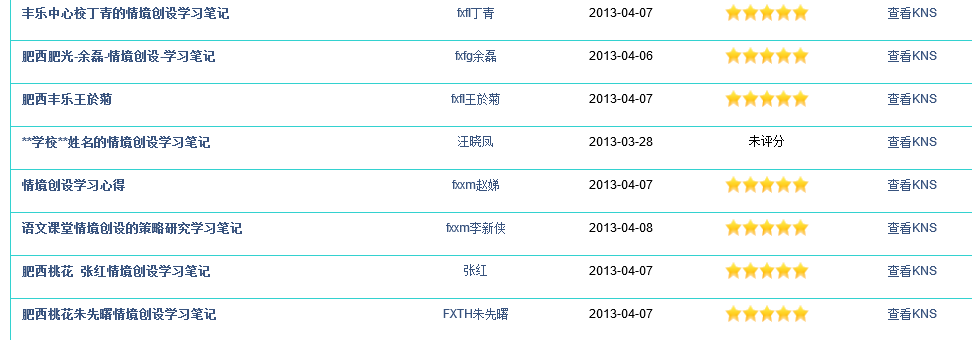 丰乐中心校丁青的情境创设学习笔记 fxfl丁青 2013-04-07 查看KNS
肥西肥光-余磊-情境创设-学习笔记 fxfg余磊 2013-04-06 查看KNS
肥西丰乐王於菊 fxfl王於菊 2013-04-07 查看KNS
**学校**姓名的情境创设学习笔记 汪晓凤 2013-03-28 未评分 查看KNS
情境创设学习心得 fxxm赵娣 2013-04-07 查看KNS
语文课堂情境创设的策略研究学习笔记 fxxm李新侠 2013-04-08 查看KNS
肥西桃花 张红情境创设学习笔记 张红 2013-04-07 查看KNS
肥西桃花朱先曙情境创设学习笔记 FXTH朱先曙 2013-04-07 查看KNS